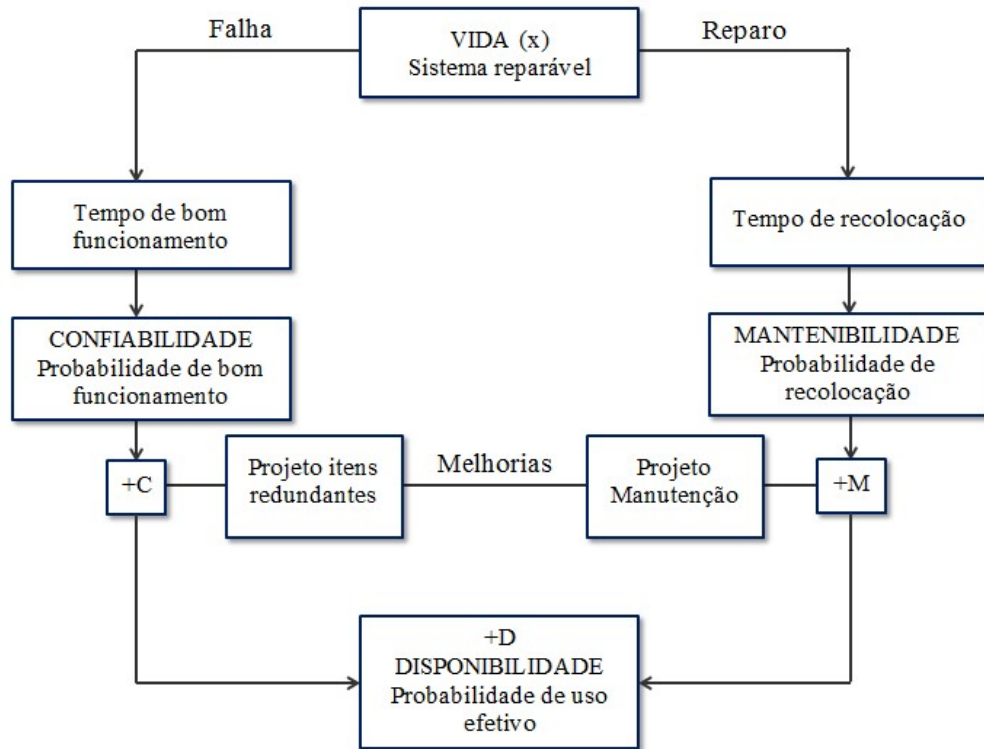 Falha
VIDA (x)
Sistema reparável
Reparo
Tempo de bom
funcionamento
Tempo de recolocação
CONFIABILIDADE
Probabilidade de bom
funcionamento
MANTENIBILIDADE
Probabilidade de
recolocação
+C
Projeto itens
redundantes
Melhorias
Projeto
Manutenção
+M
+D
DISPONIBILIDADE
Probabilidade de uso
efetivo